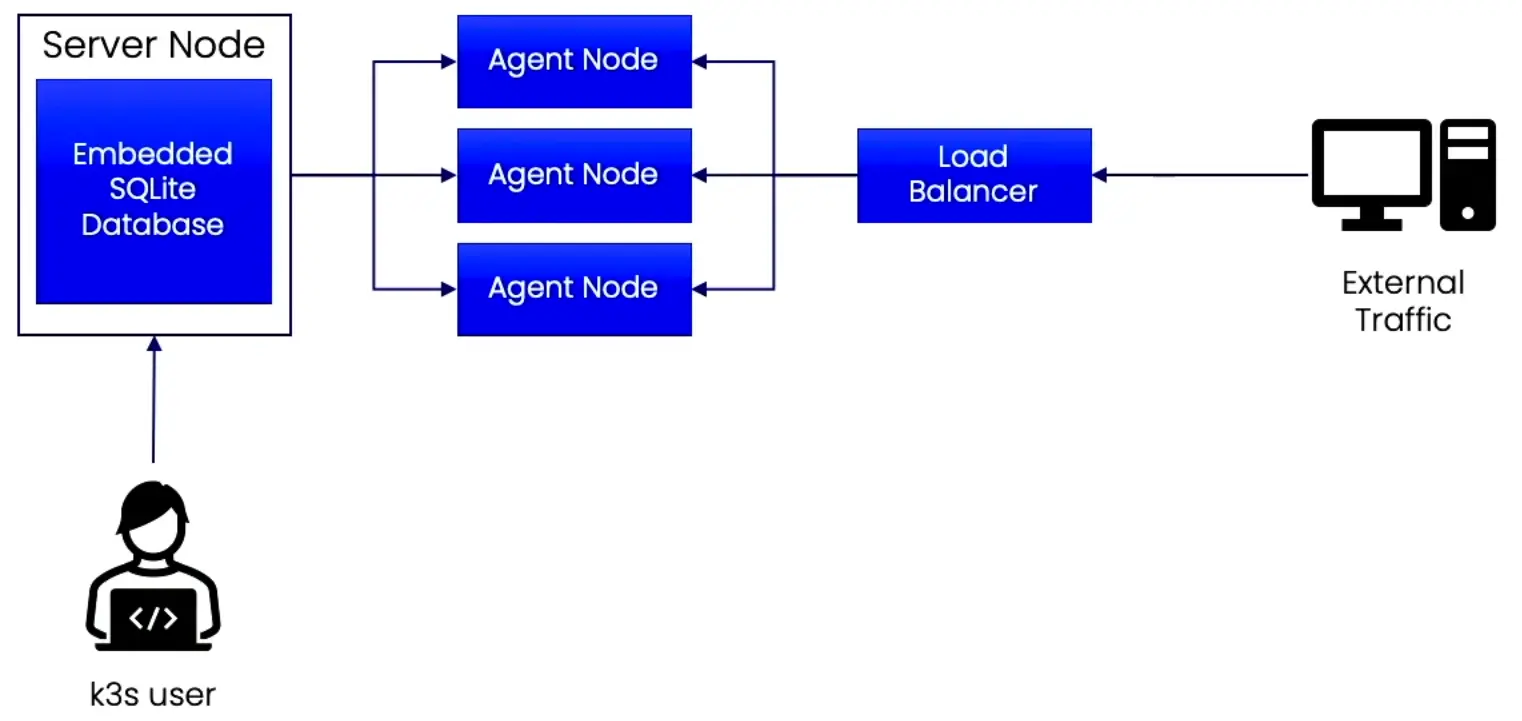 Server Node
Embedded
SQLite
Database
Agent Node
Agent Node
Agent Node
Load
Balancer
External
Traffic
</>
k3s user